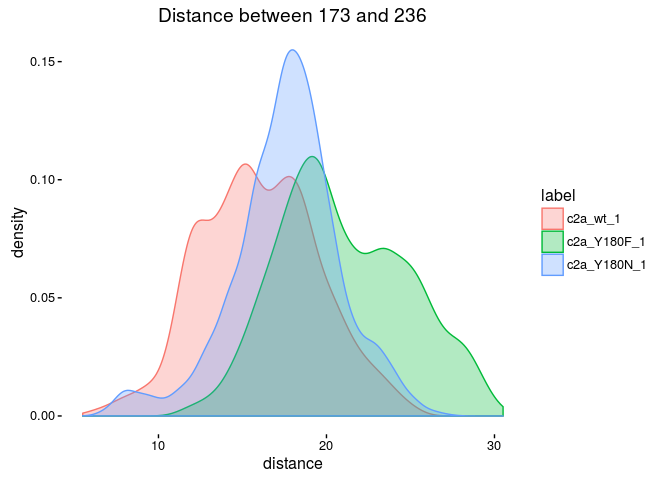 Distance between 173 and 236
0.15
0.10
0.05
0.00
density
10 20 30
distance
label
c2a_wt_1
c2a_Y180F_1
c2a_Y180N_1